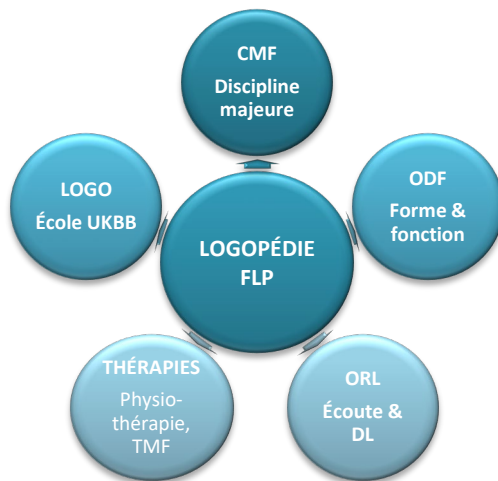 CMF
Discipline
majeure
LOGO
École UKBB
ODF
Forme &
fonction
LOGOPÉDIE
FLP
THÉRAPIES
Physio-
thérapie,
TMF
ORL
Écoute &
DL